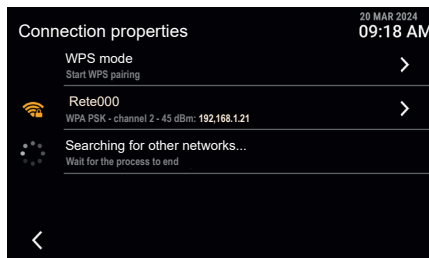 20 MAR 2024
Connection properties
09:18 AM
WPS mode
Start WPS pairing
Rete000
WPA PSK - channel 2 - 45 dBm: 192,168.1.21
Searching for other networks...
Wait for the process to end